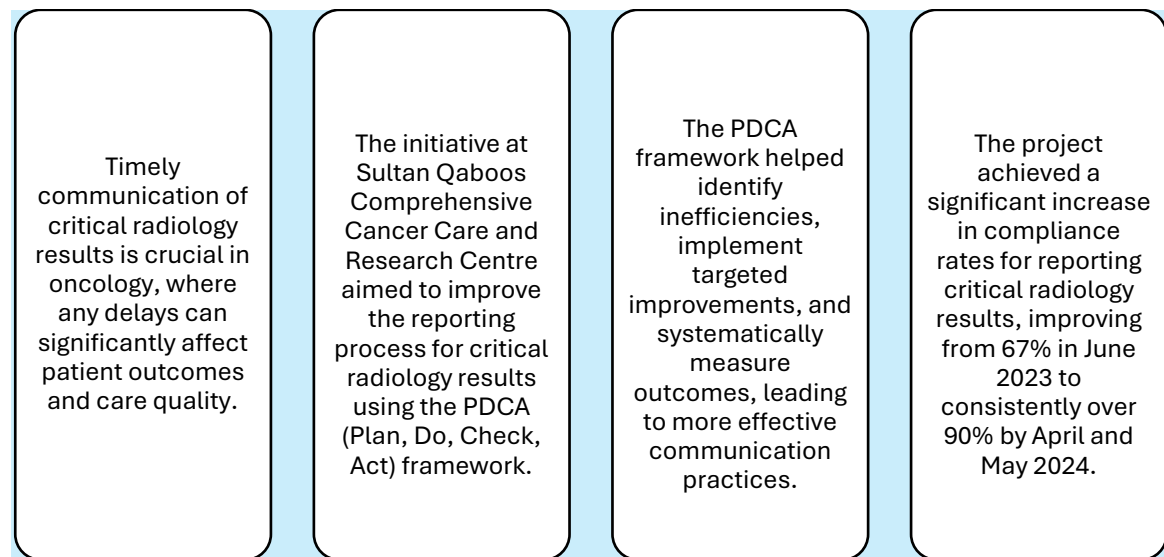 Timely
communication of
critical radiology
results is crucial in
oncology, where
any delays can
significantly affect
patient outcomes
and care quality.
The initiative at
Sultan Qaboos
Comprehensive
Cancer Care and
Research Centre
aimed to improve
the reporting
process for critical
radiology results
using the PDCA
(Plan, Do, Check,
Act) framework.
The PDCA
framework helped
identify
inefficiencies,
implement
targeted
improvements, and
systematically
measure
outcomes, leading
to more effective
communication
practices.
The project
achieved a
significant increase
in compliance
rates for reporting
critical radiology
results, improving
from 67% in June
2023 to
consistently over
90% by April and
May 2024.